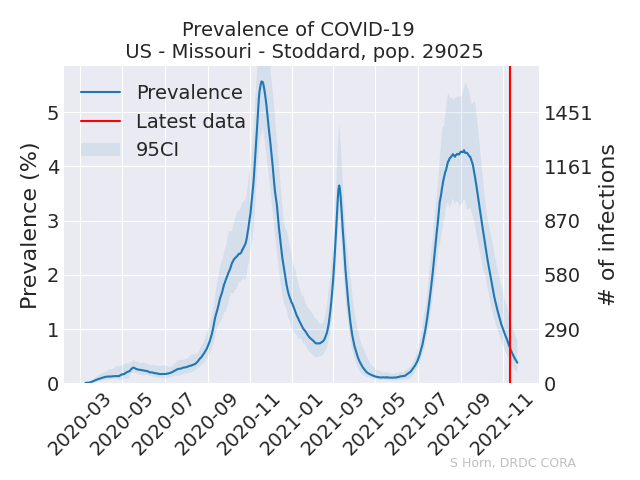 Prevalence of COVID-19
US - Missouri - Stoddard, pop. 29025
Prevalence
Latest data
95CI
Prevalence (%)
5
4
3
2
1
0
1451
1161
870
580
290
0
# of infections
2020-03
2020-05
2020-07
2020-09
2020-11
2021-01
2021-03
2021-05
2021-07
2021-09
2021-11
S Horn, DRDC CORA